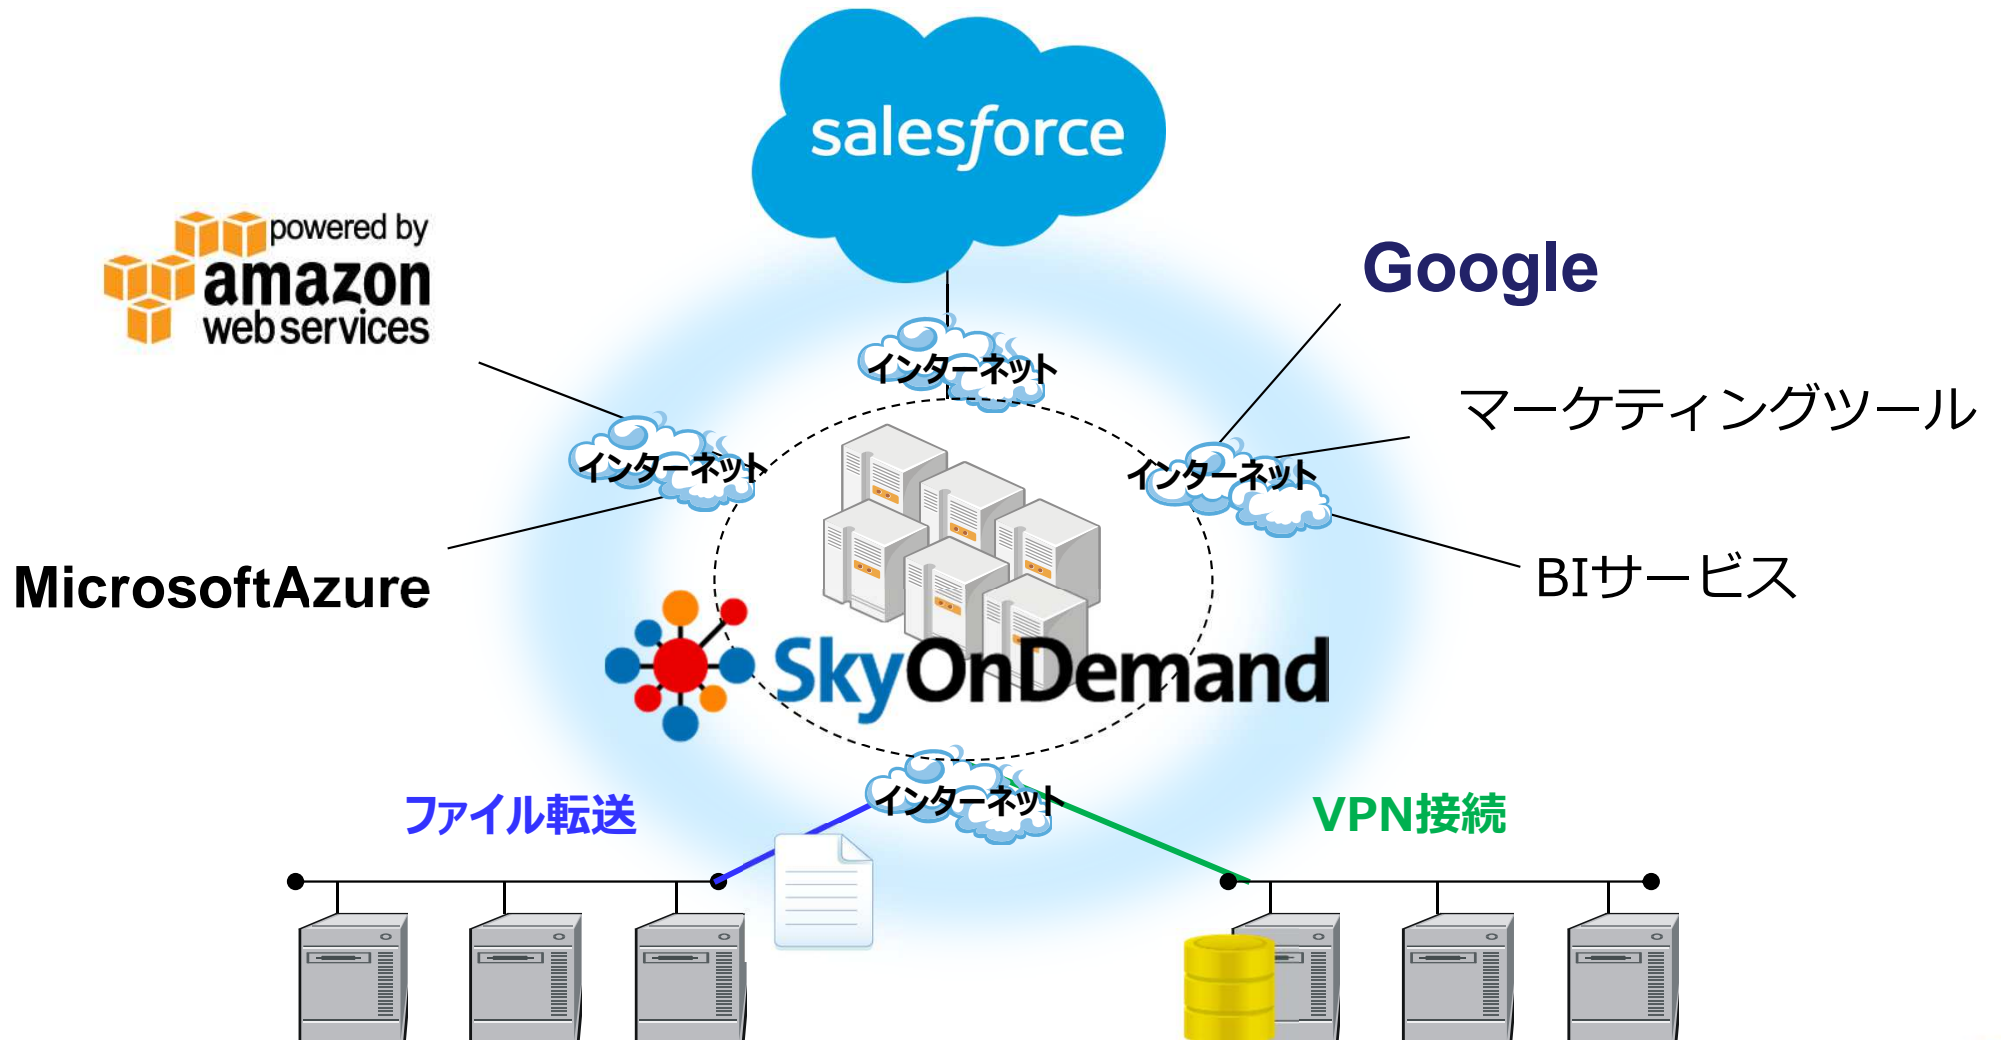 salesforce
powered by
amazon
web services
Google
インターネット
マーケティングツール
インターネット
インターネット
BIサービス
MicrosoftAzure
SkyOnDemand
インターネット
ファイル転送
VPN接続